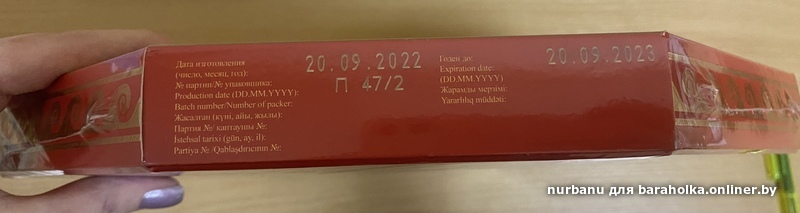 Дата изготовления
(число, месяц, год):
№ партии/№ упаковщика:
Production date (DD.MM.YYYY):
Batch number/Number of packer:
Жасалған (күні, айы, жылы):
Партия №/ қаптаушы №:
İstehsal tarixi (gün, ay, il):
Partiya № /Qablaşdırıcının №:
20.09.2022
П 47/2
Годен до:
Expiration date:
(DD.MM.YYYY)
Жарамды мерзімі:
Yararlılıq müddəti:
20.09.2023
nurbanu для baraholka.onliner.by